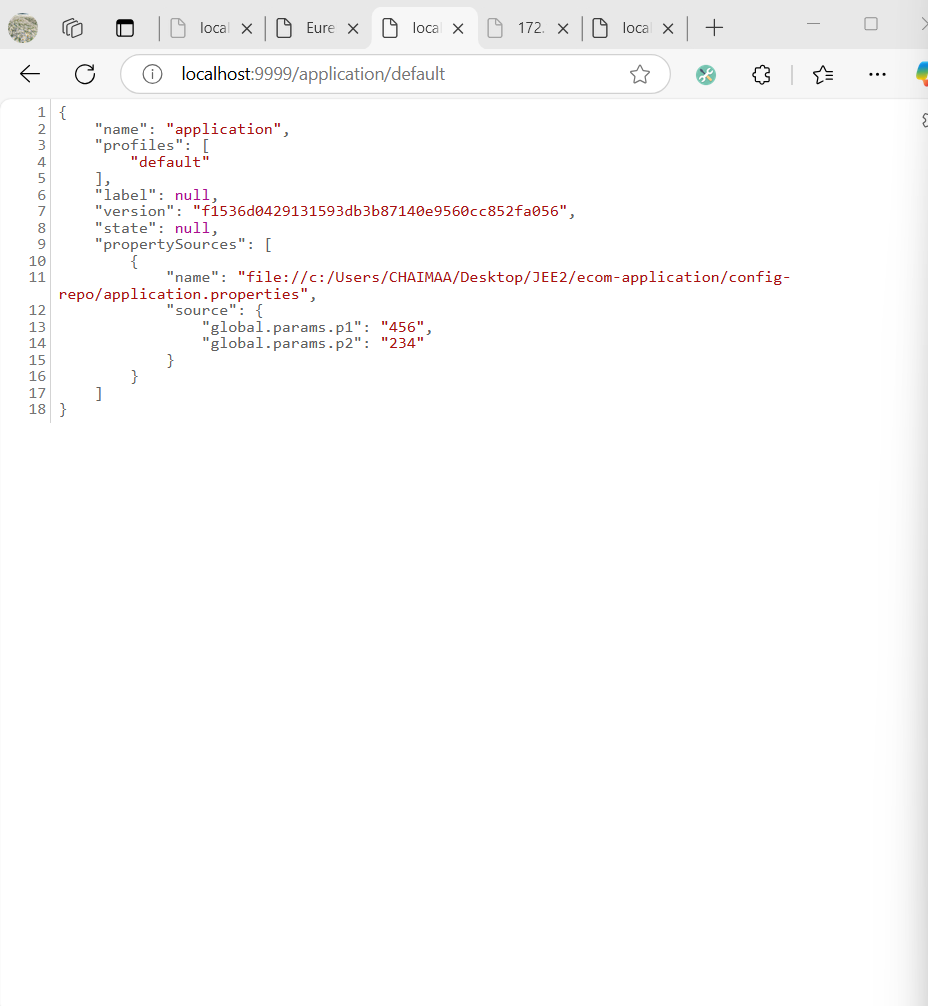 local
Eure
local
172.
local
localhost:9999/application/default
1 {
2 "name": "application",
3 "profiles": [
4 "default"
5 ],
6 "label": null,
7 "version": "f1536d0429131593db3b87140e9560cc852fa056",
8 "state": null,
9 "propertySources": [
10 {
11 "name": "file://c:/Users/CHAIMAA/Desktop/JEE2/ecom-application/config-
repo/application.properties",
12 "source": {
13 "global.params.p1": "456",
14 "global.params.p2": "234"
15 }
16 }
17 ]
18 }